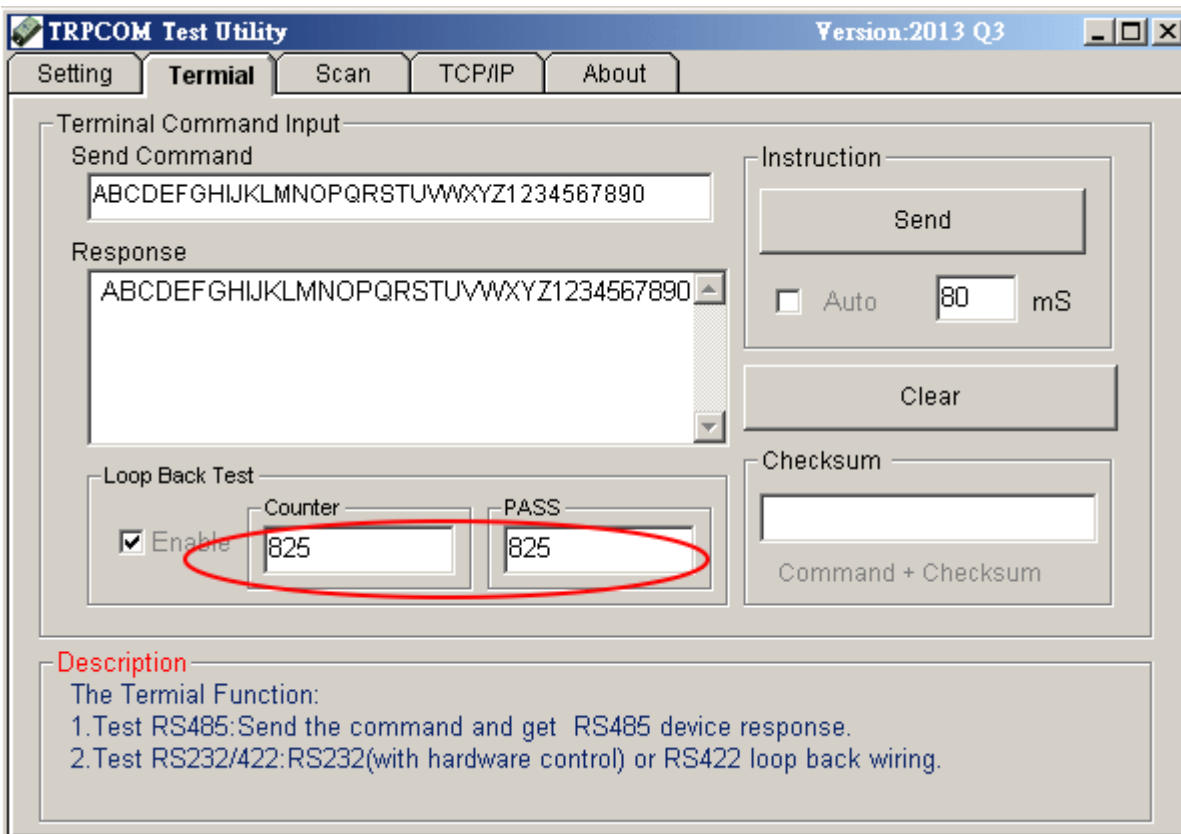 TRPCOM Test Utility Version:2013 Q3
Setting Termial Scan TCP/IP About
Terminal Command Input
Send Command
ABCDEFGHIJKLMNOPQRSTUVWXYZ1234567890
Response
ABCDEFGHIJKLMNOPQRSTUVWXYZ1234567890
Instruction
Send
Auto 80 mS
Clear
Loop Back Test
Enable
Counter
825
PASS
825
Checksum
Command + Checksum
Description
The Termial Function:
1.Test RS485:Send the command and get RS485 device response.
2.Test RS232/422:RS232(with hardware control) or RS422 loop back wiring.